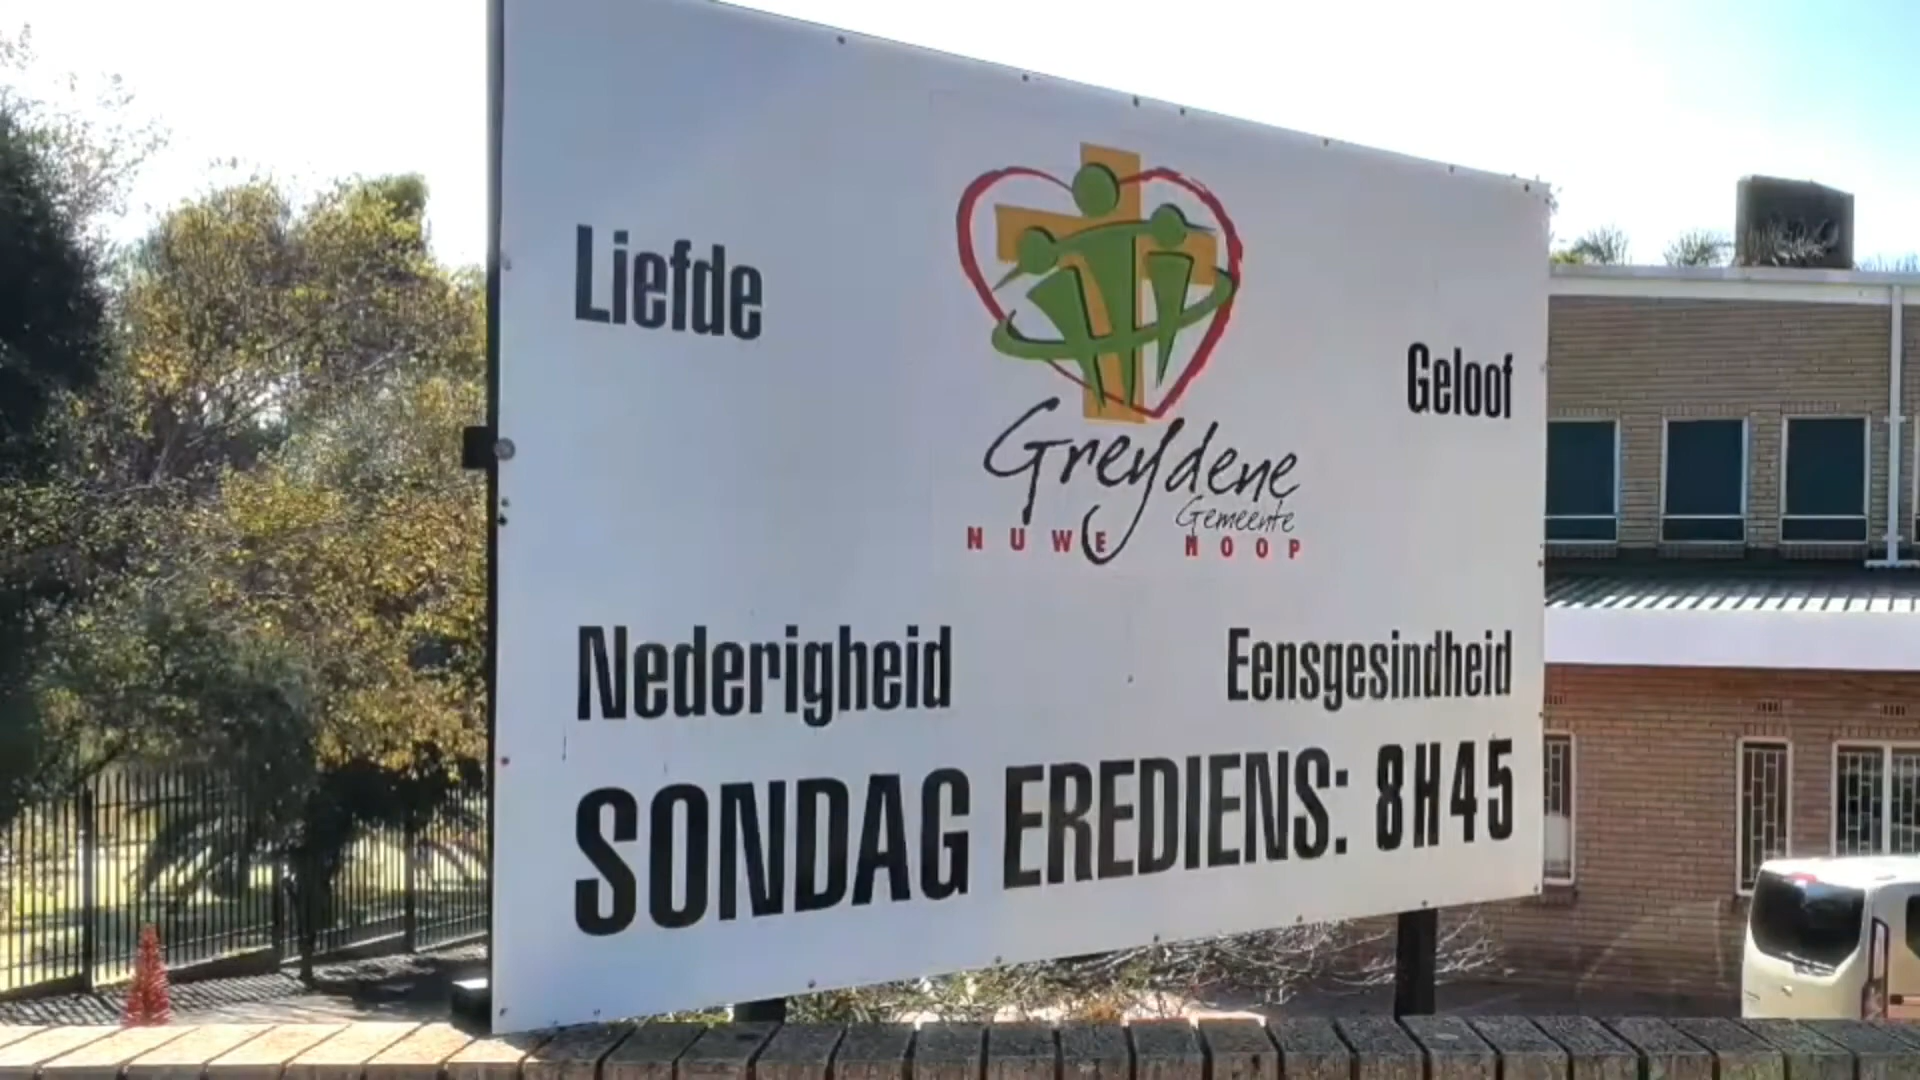 Liefde
Geloof
Greydene
Gemeente
NUWE HOOP
Nederigheid
Eensgesindheid
SONDAG EREDIENS: 8H45